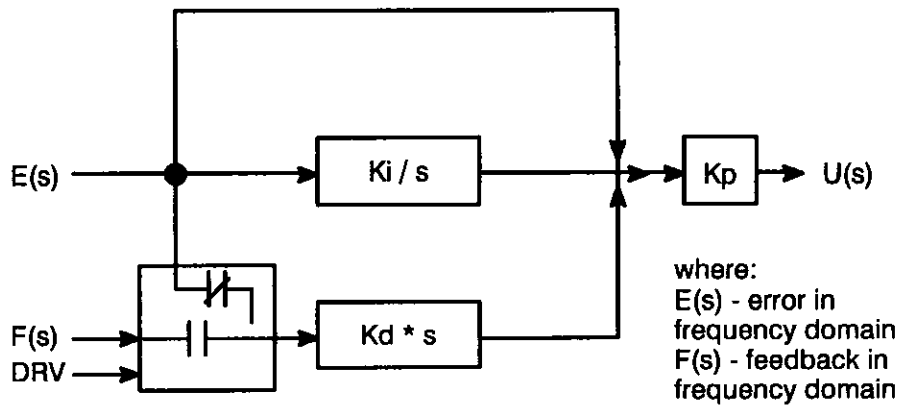 E(s)
Ki / s
Kp
U(s)
F(s)
DRV
Kd * s
where:
E(s) - error in
frequency domain
F(s) - feedback in
frequency domain